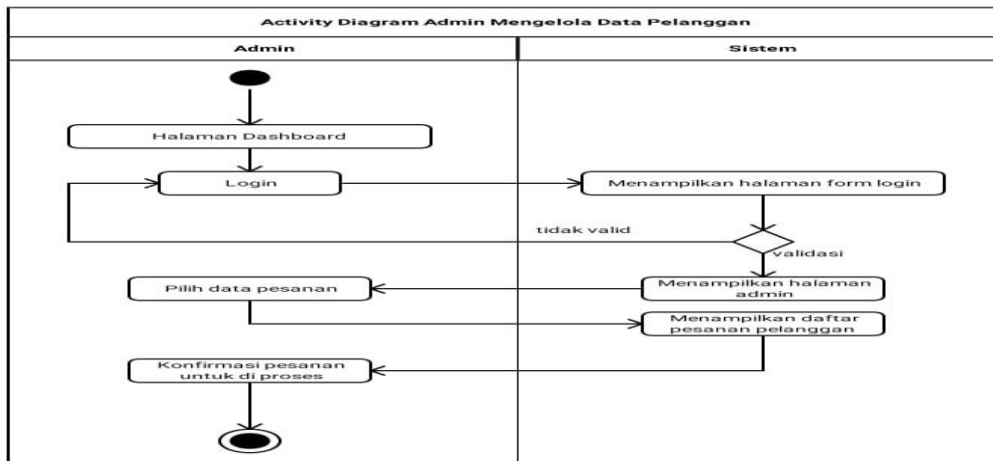 Activity Diagram Admin Mengelola Data Pelanggan
Admin
Sistem
Halaman Dashboard
Login
Menampilkan halaman form login
tidak valid
validasi
Pilih data pesanan
Menampilkan halaman
admin
Menampilkan daftar
pesanan pelanggan
Konfirmasi pesanan
untuk di proses